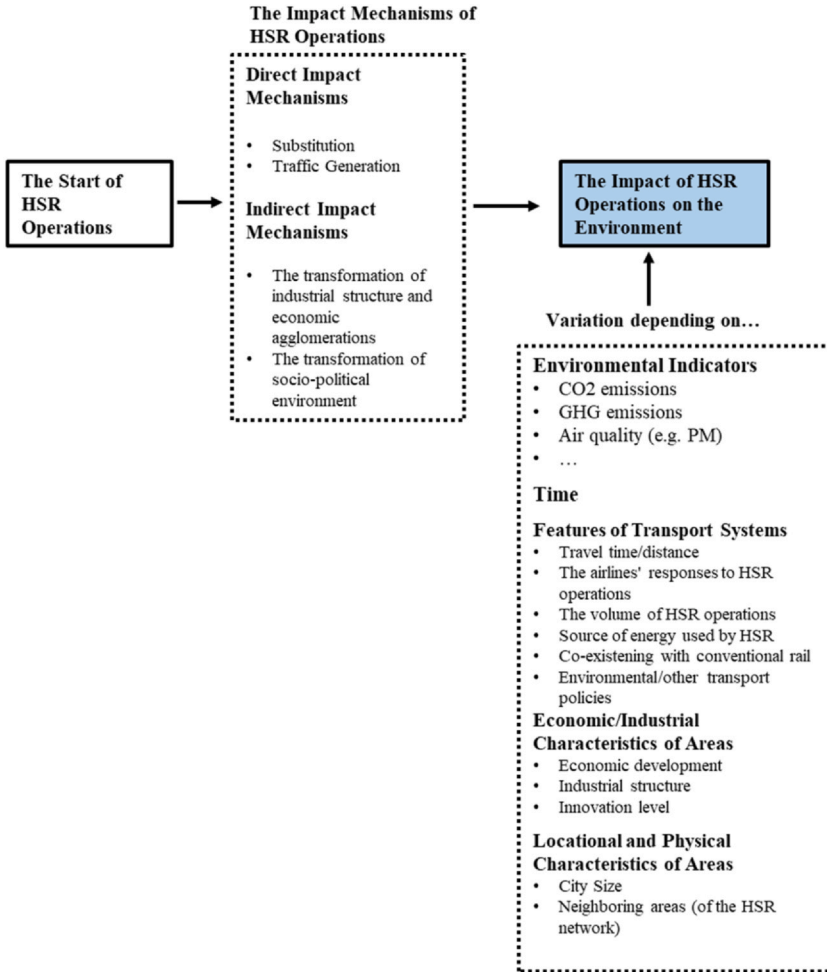 The Impact Mechanisms of
HSR Operations
Direct Impact
Mechanisms
• Substitution
• Traffic Generation
Indirect Impact
Mechanisms
• The transformation of
industrial structure and
economic
agglomerations
• The transformation of
socio-political
environment
The Start of
HSR
Operations
The Impact of HSR
Operations on the
Environment
Variation depending on…
Environmental Indicators
• CO2 emissions
• GHG emissions
• Air quality (e.g. PM)
• …
Time
Features of Transport Systems
• Travel time/distance
• The airlines' responses to HSR
operations
• The volume of HSR operations
• Source of energy used by HSR
• Co-existening with conventional rail
• Environmental/other transport
policies
Economic/Industrial
Characteristics of Areas
• Economic development
• Industrial structure
• Innovation level
Locational and Physical
Characteristics of Areas
• City Size
• Neighboring areas (of the HSR
network)